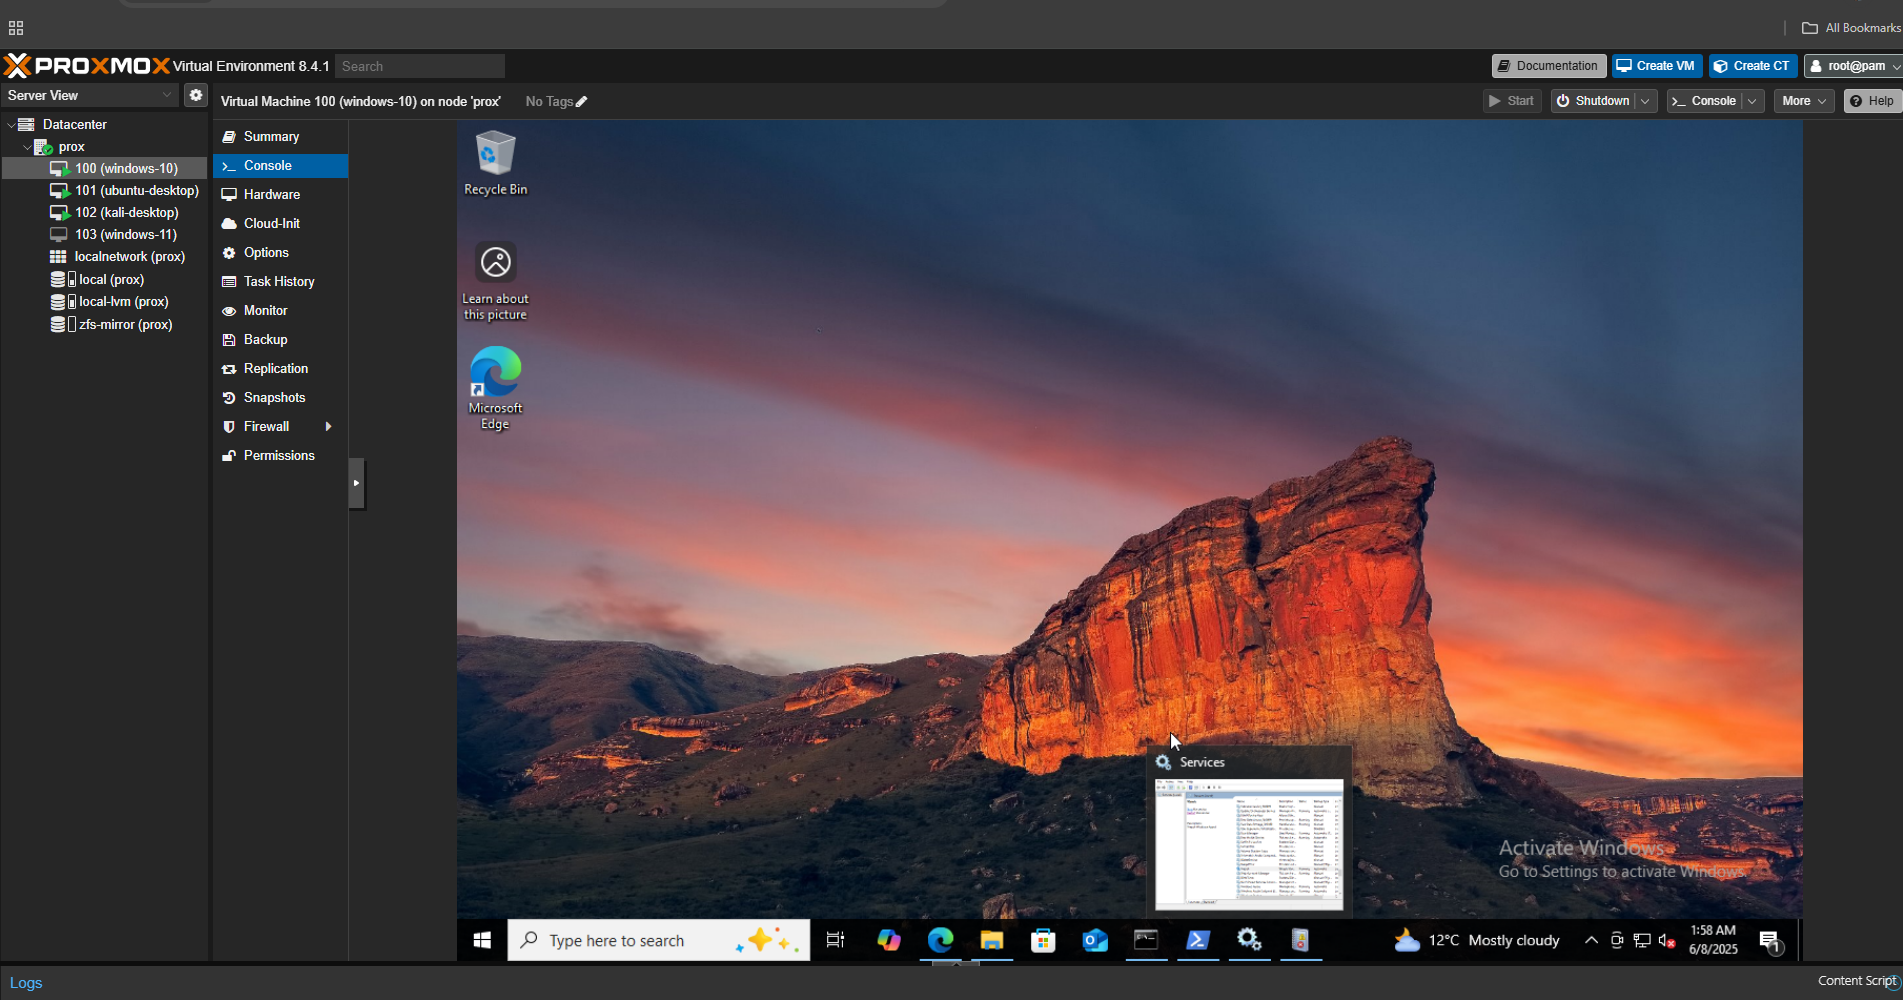 All Bookmarks
PROXMOX Virtual Environment 8.4.1 Search
Documentation Create VM Create CT root@pam
Server View
Virtual Machine 100 (windows-10) on node 'prox' No Tags
Start Shutdown >_ Console More Help
Datacenter
prox
100 (windows-10)
101 (ubuntu-desktop)
102 (kali-desktop)
103 (windows-11)
localnetwork (prox)
local (prox)
local-lvm (prox)
zfs-mirror (prox)
Summary
>_ Console
Hardware
Cloud-Init
Options
Task History
Monitor
Backup
Replication
Snapshots
Firewall
Permissions
Recycle Bin
Learn about
this picture
Microsoft
Edge
Services
Activate Windows
Go to Settings to activate Windows.
Type here to search
12°C Mostly cloudy
1:58 AM
6/8/2025
1
Logs
Content Script